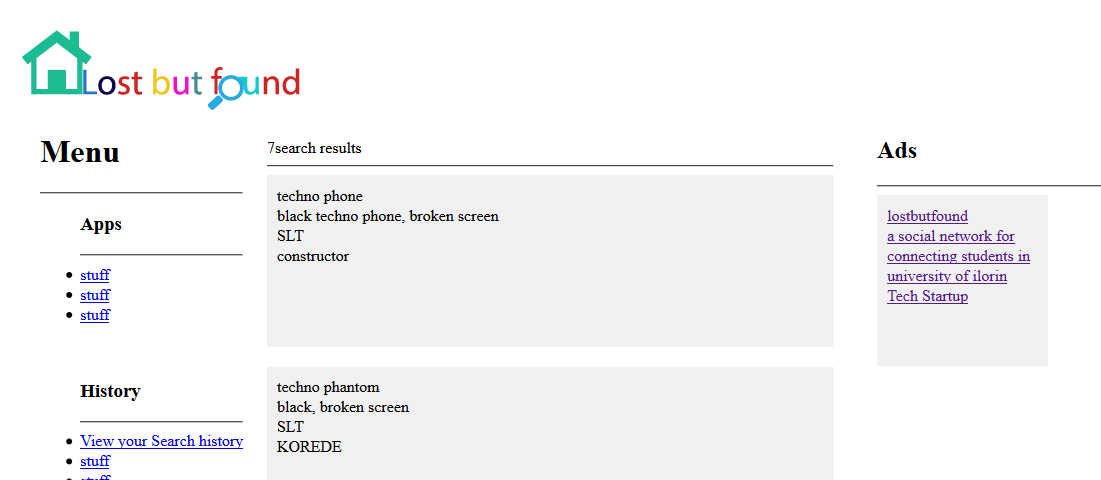 Lost but found
Menu
Apps
stuff
stuff
stuff
History
View your Search history
stuff
7search results
techno phone
black techno phone, broken screen
SLT
constructor
techno phantom
black, broken screen
SLT
KOREDE
Ads
lostbutfound
a social network for
connecting students in
university of ilorin
Tech Startup